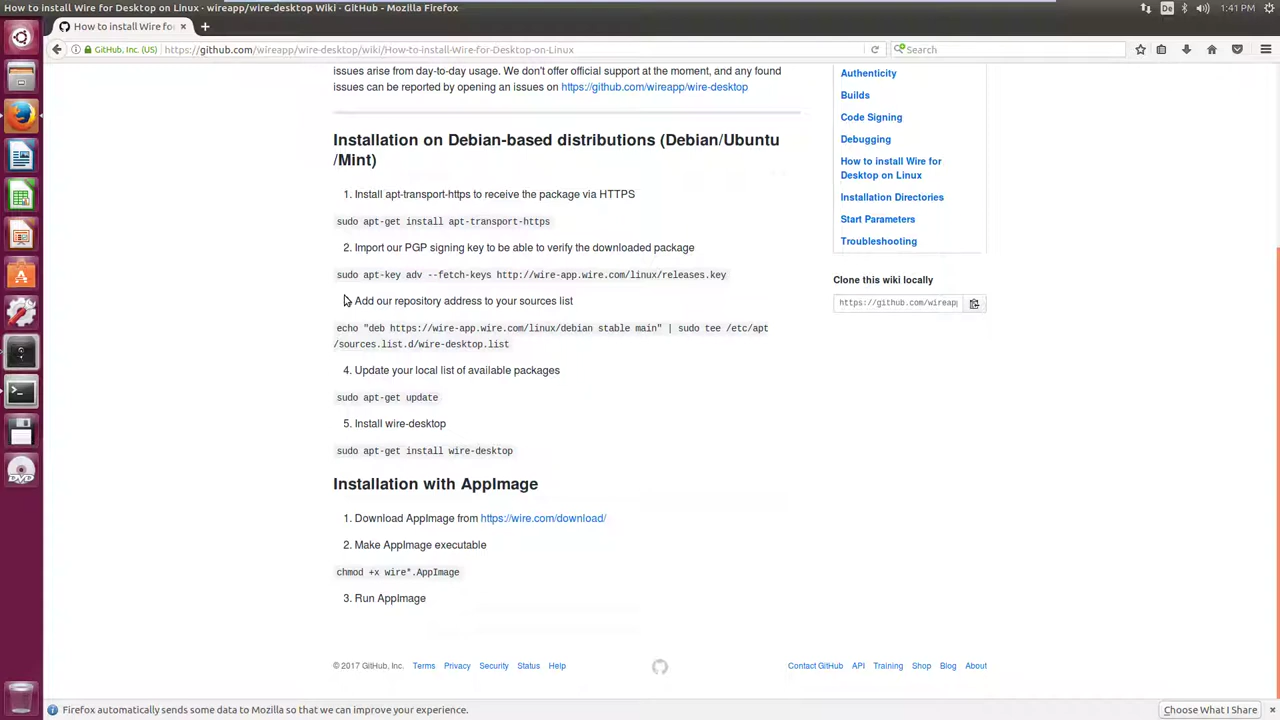 How to install Wire for Desktop on Linux · wireapp/wire-desktop Wiki · GitHub - Mozilla Firefox
De
1:41 PM
How to install Wire for
GitHub, Inc. (US)
https://github.com/wireapp/wire-desktop/wiki/How-to-install-Wire-for-Desktop-on-Linux
Search
issues arise from day-to-day usage. We don't offer official support at the moment, and any found
issues can be reported by opening an issues on https://github.com/wireapp/wire-desktop
Installation on Debian-based distributions (Debian/Ubuntu
/Mint)
1. Install apt-transport-https to receive the package via HTTPS
sudo apt-get install apt-transport-https
2. Import our PGP signing key to be able to verify the downloaded package
sudo apt-key adv --fetch-keys http://wire-app.wire.com/linux/releases.key
Add our repository address to your sources list
echo "deb https://wire-app.wire.com/linux/debian stable main" | sudo tee /etc/apt
/sources.list.d/wire-desktop.list
4. Update your local list of available packages
sudo apt-get update
5. Install wire-desktop
sudo apt-get install wire-desktop
Installation with AppImage
1. Download AppImage from https://wire.com/download/
2. Make AppImage executable
chmod +x wire*.AppImage
3. Run AppImage
Authenticity
Builds
Code Signing
Debugging
How to install Wire for
Desktop on Linux
Installation Directories
Start Parameters
Troubleshooting
Clone this wiki locally
https://github.com/wireap
© 2017 GitHub, Inc. Terms Privacy Security Status Help
Contact GitHub API Training Shop Blog About
Firefox automatically sends some data to Mozilla so that we can improve your experience.
Choose What I Share
DVD